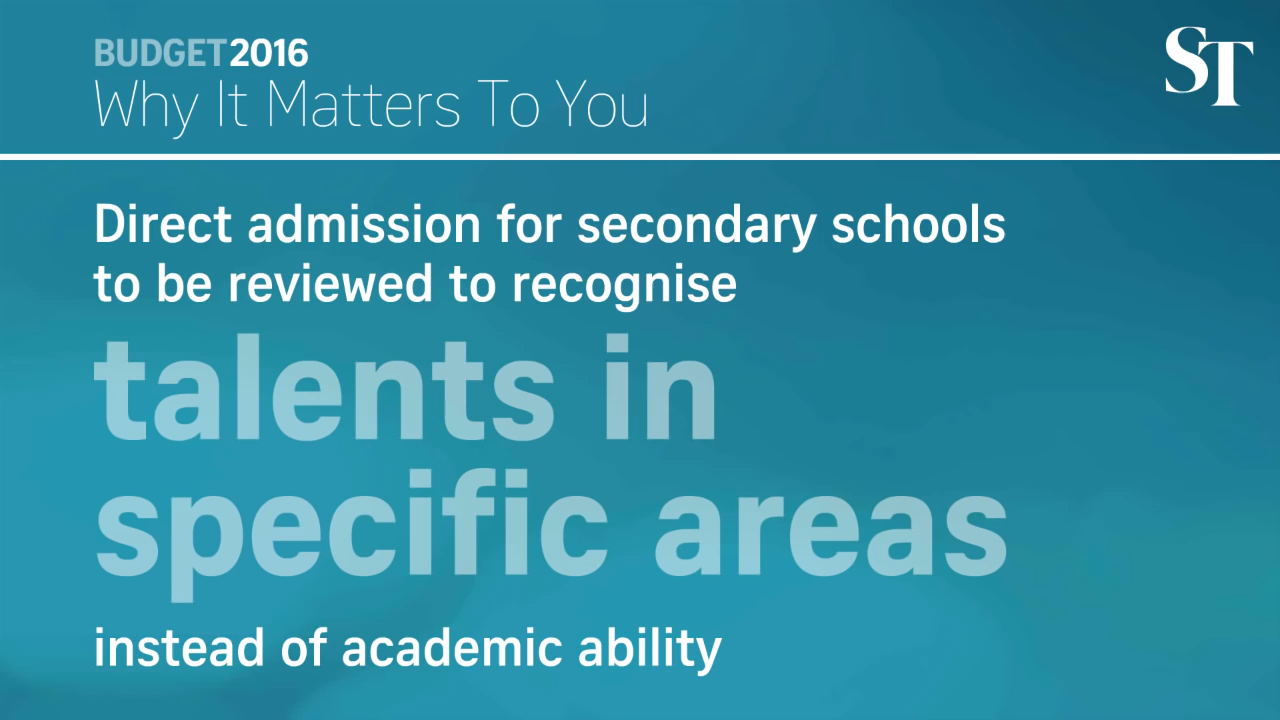 BUDGET2016
Why It Matters To You
ST
Direct admission for secondary schools
to be reviewed to recognise
talents in
specific areas
instead of academic ability